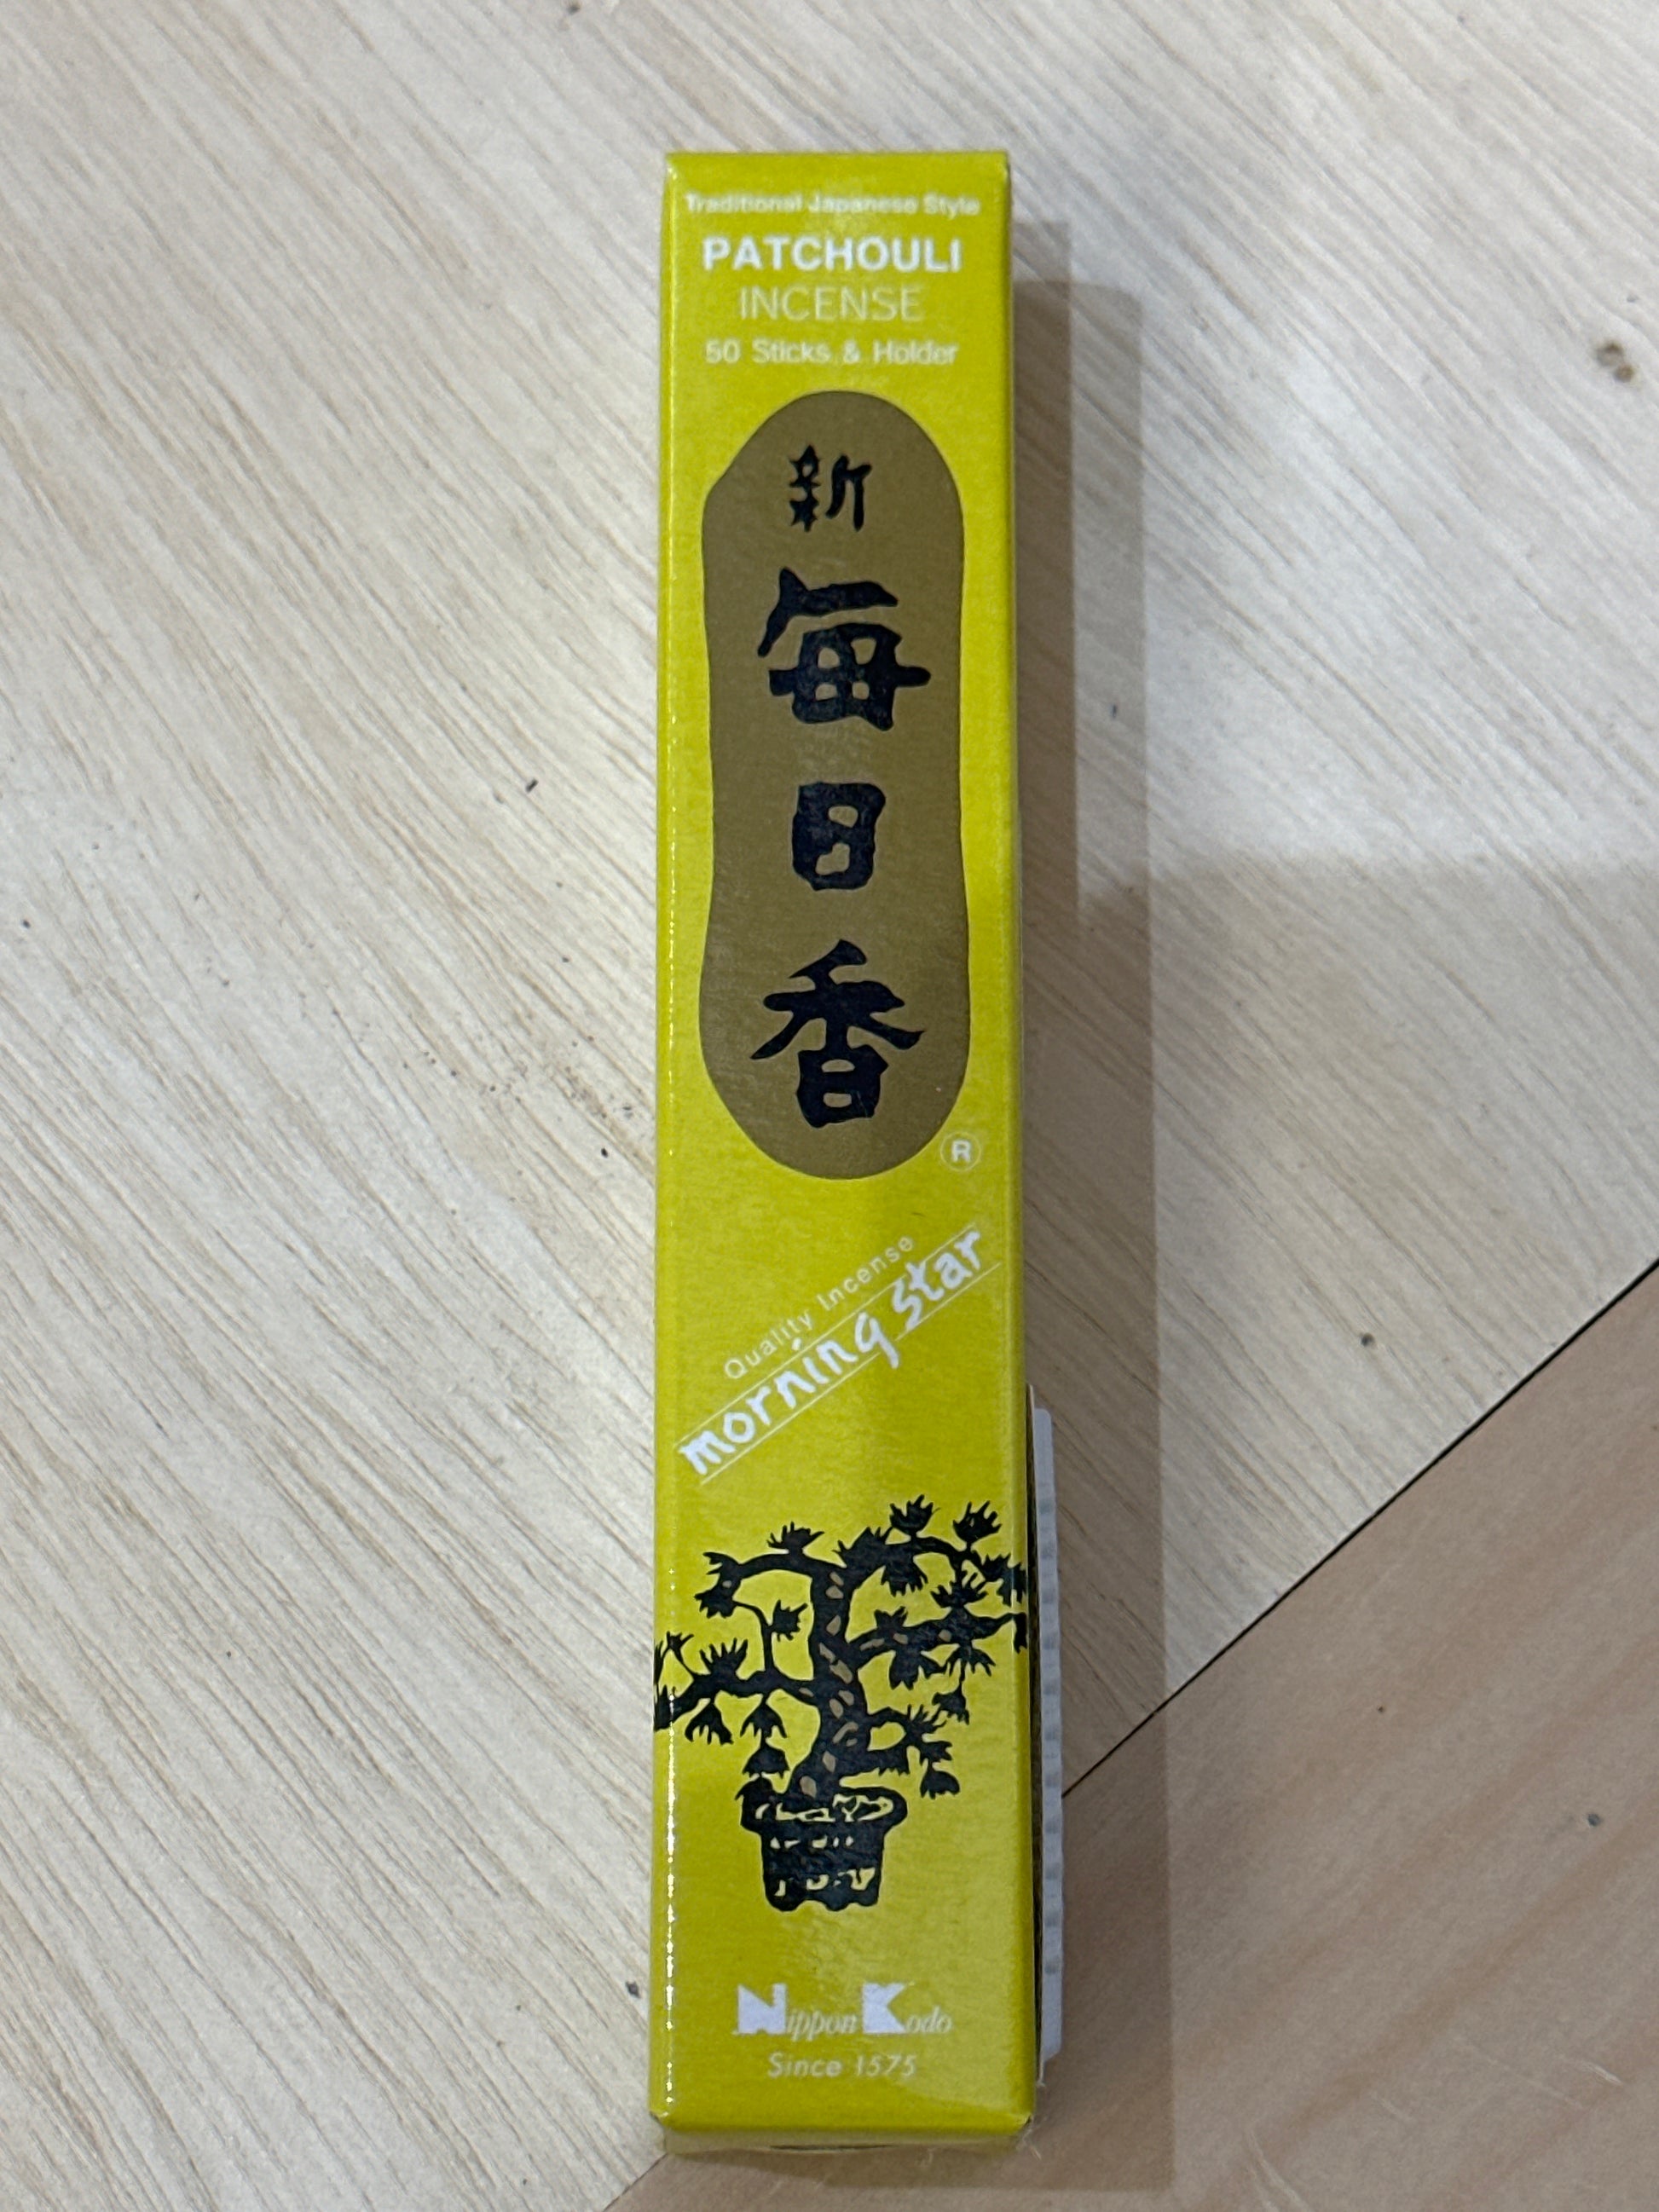 Traditional Japanese Style
PATCHOULI
INCENSE
50 Sticks & Holder
新
毎日香
®
Quality Incense
morning star
Nippon Kodo
Since 1575